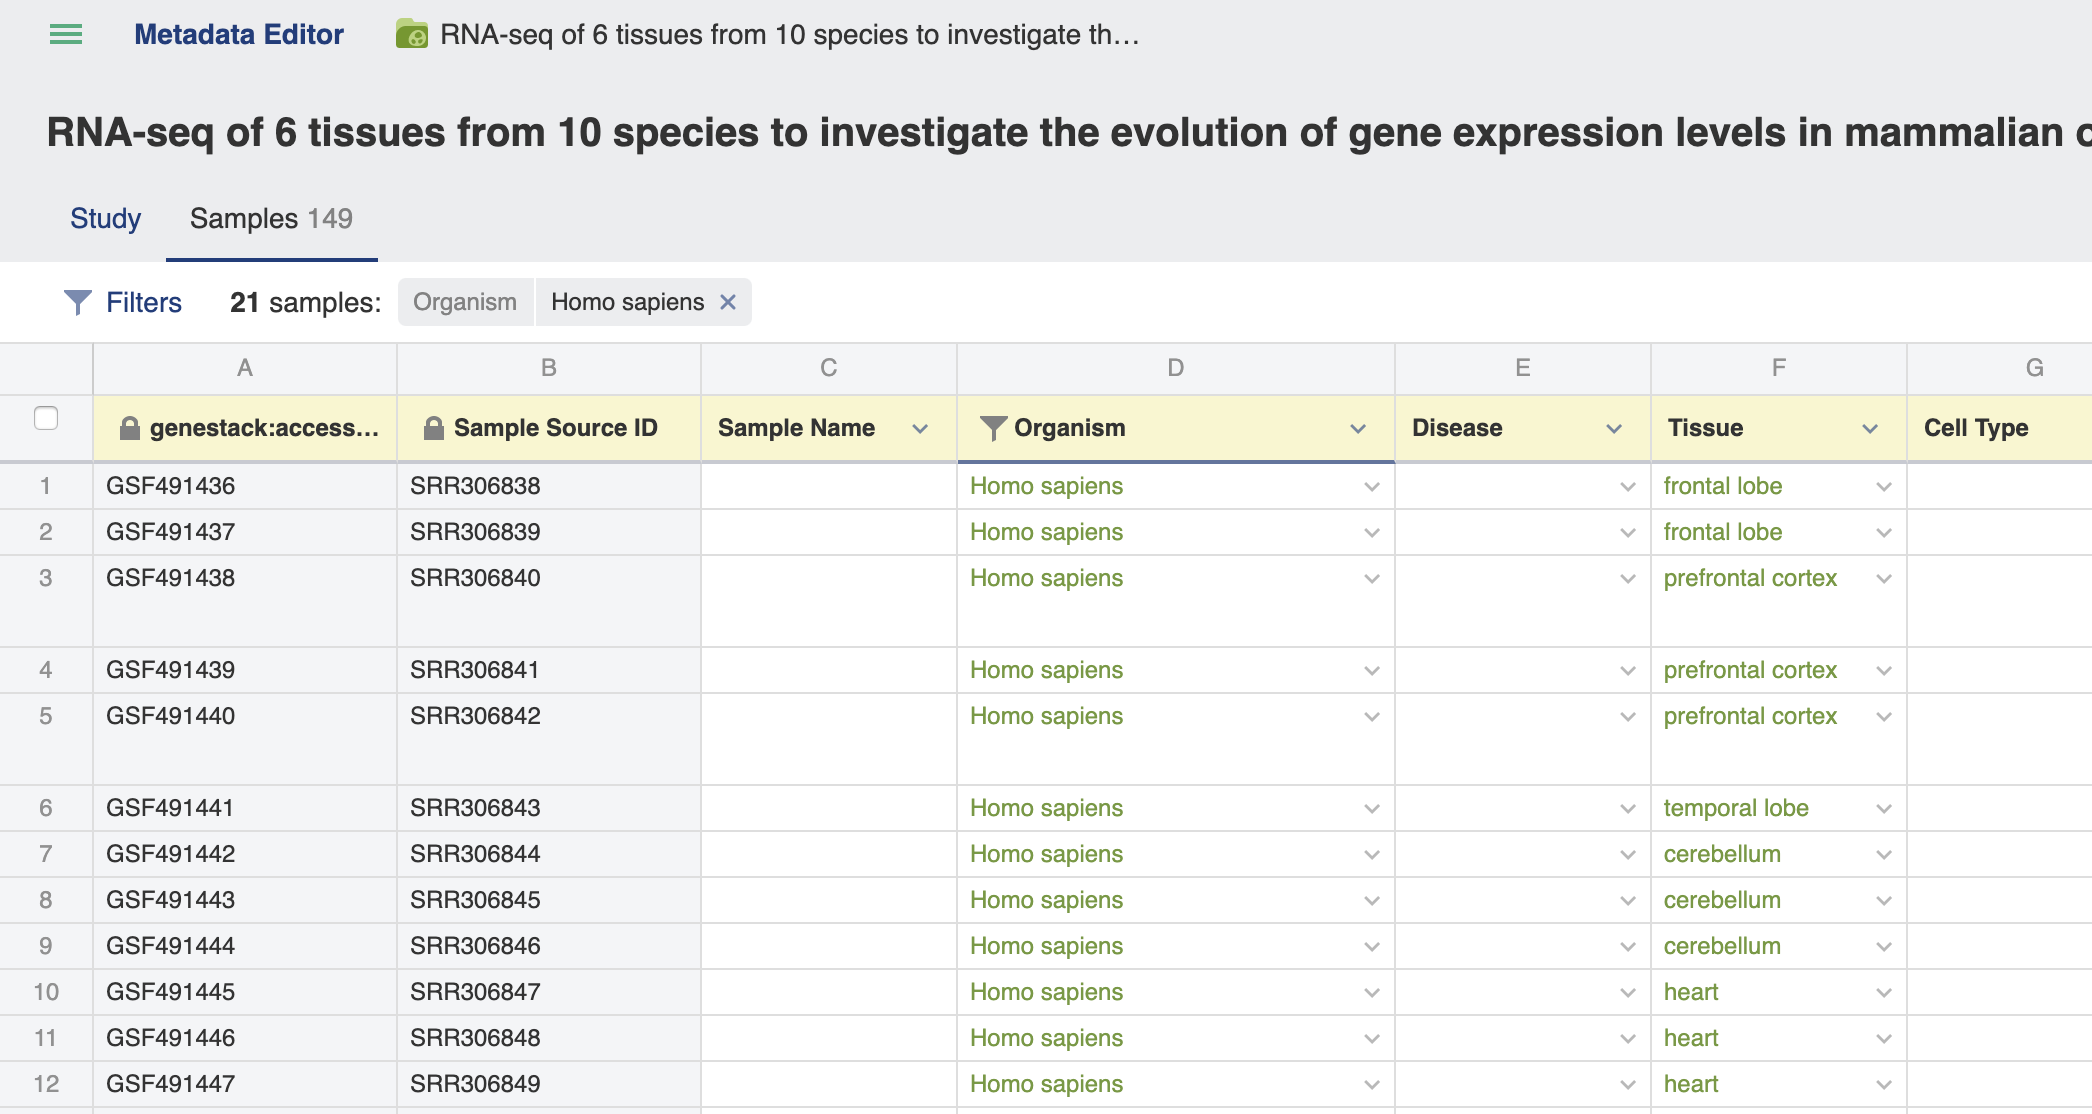 Metadata Editor RNA-seq of 6 tissues from 10 species to investigate th...
RNA-seq of 6 tissues from 10 species to investigate the evolution of gene expression levels in mammalian
Study Samples 149
Filters 21 samples: Organism Homo sapiens
A B C D E F G
genestack:access... Sample Source ID Sample Name Organism Disease Tissue Cell Type
1 GSF491436 SRR306838 Homo sapiens frontal lobe
2 GSF491437 SRR306839 Homo sapiens frontal lobe
3 GSF491438 SRR306840 Homo sapiens prefrontal cortex
4 GSF491439 SRR306841 Homo sapiens prefrontal cortex
5 GSF491440 SRR306842 Homo sapiens prefrontal cortex
6 GSF491441 SRR306843 Homo sapiens temporal lobe
7 GSF491442 SRR306844 Homo sapiens cerebellum
8 GSF491443 SRR306845 Homo sapiens cerebellum
9 GSF491444 SRR306846 Homo sapiens cerebellum
10 GSF491445 SRR306847 Homo sapiens heart
11 GSF491446 SRR306848 Homo sapiens heart
12 GSF491447 SRR306849 Homo sapiens heart